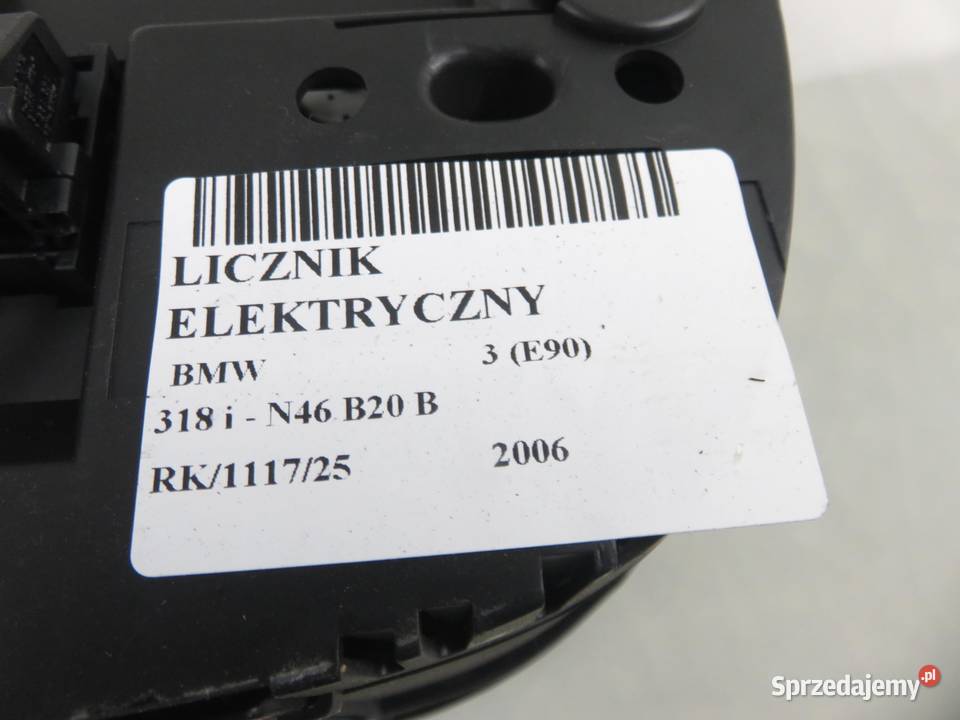 LICZNIK
ELEKTRYCZNY
BMW 3 (E90)
318 i - N46 B20 B
RK/1117/25 2006
Sprzedajemy.pl